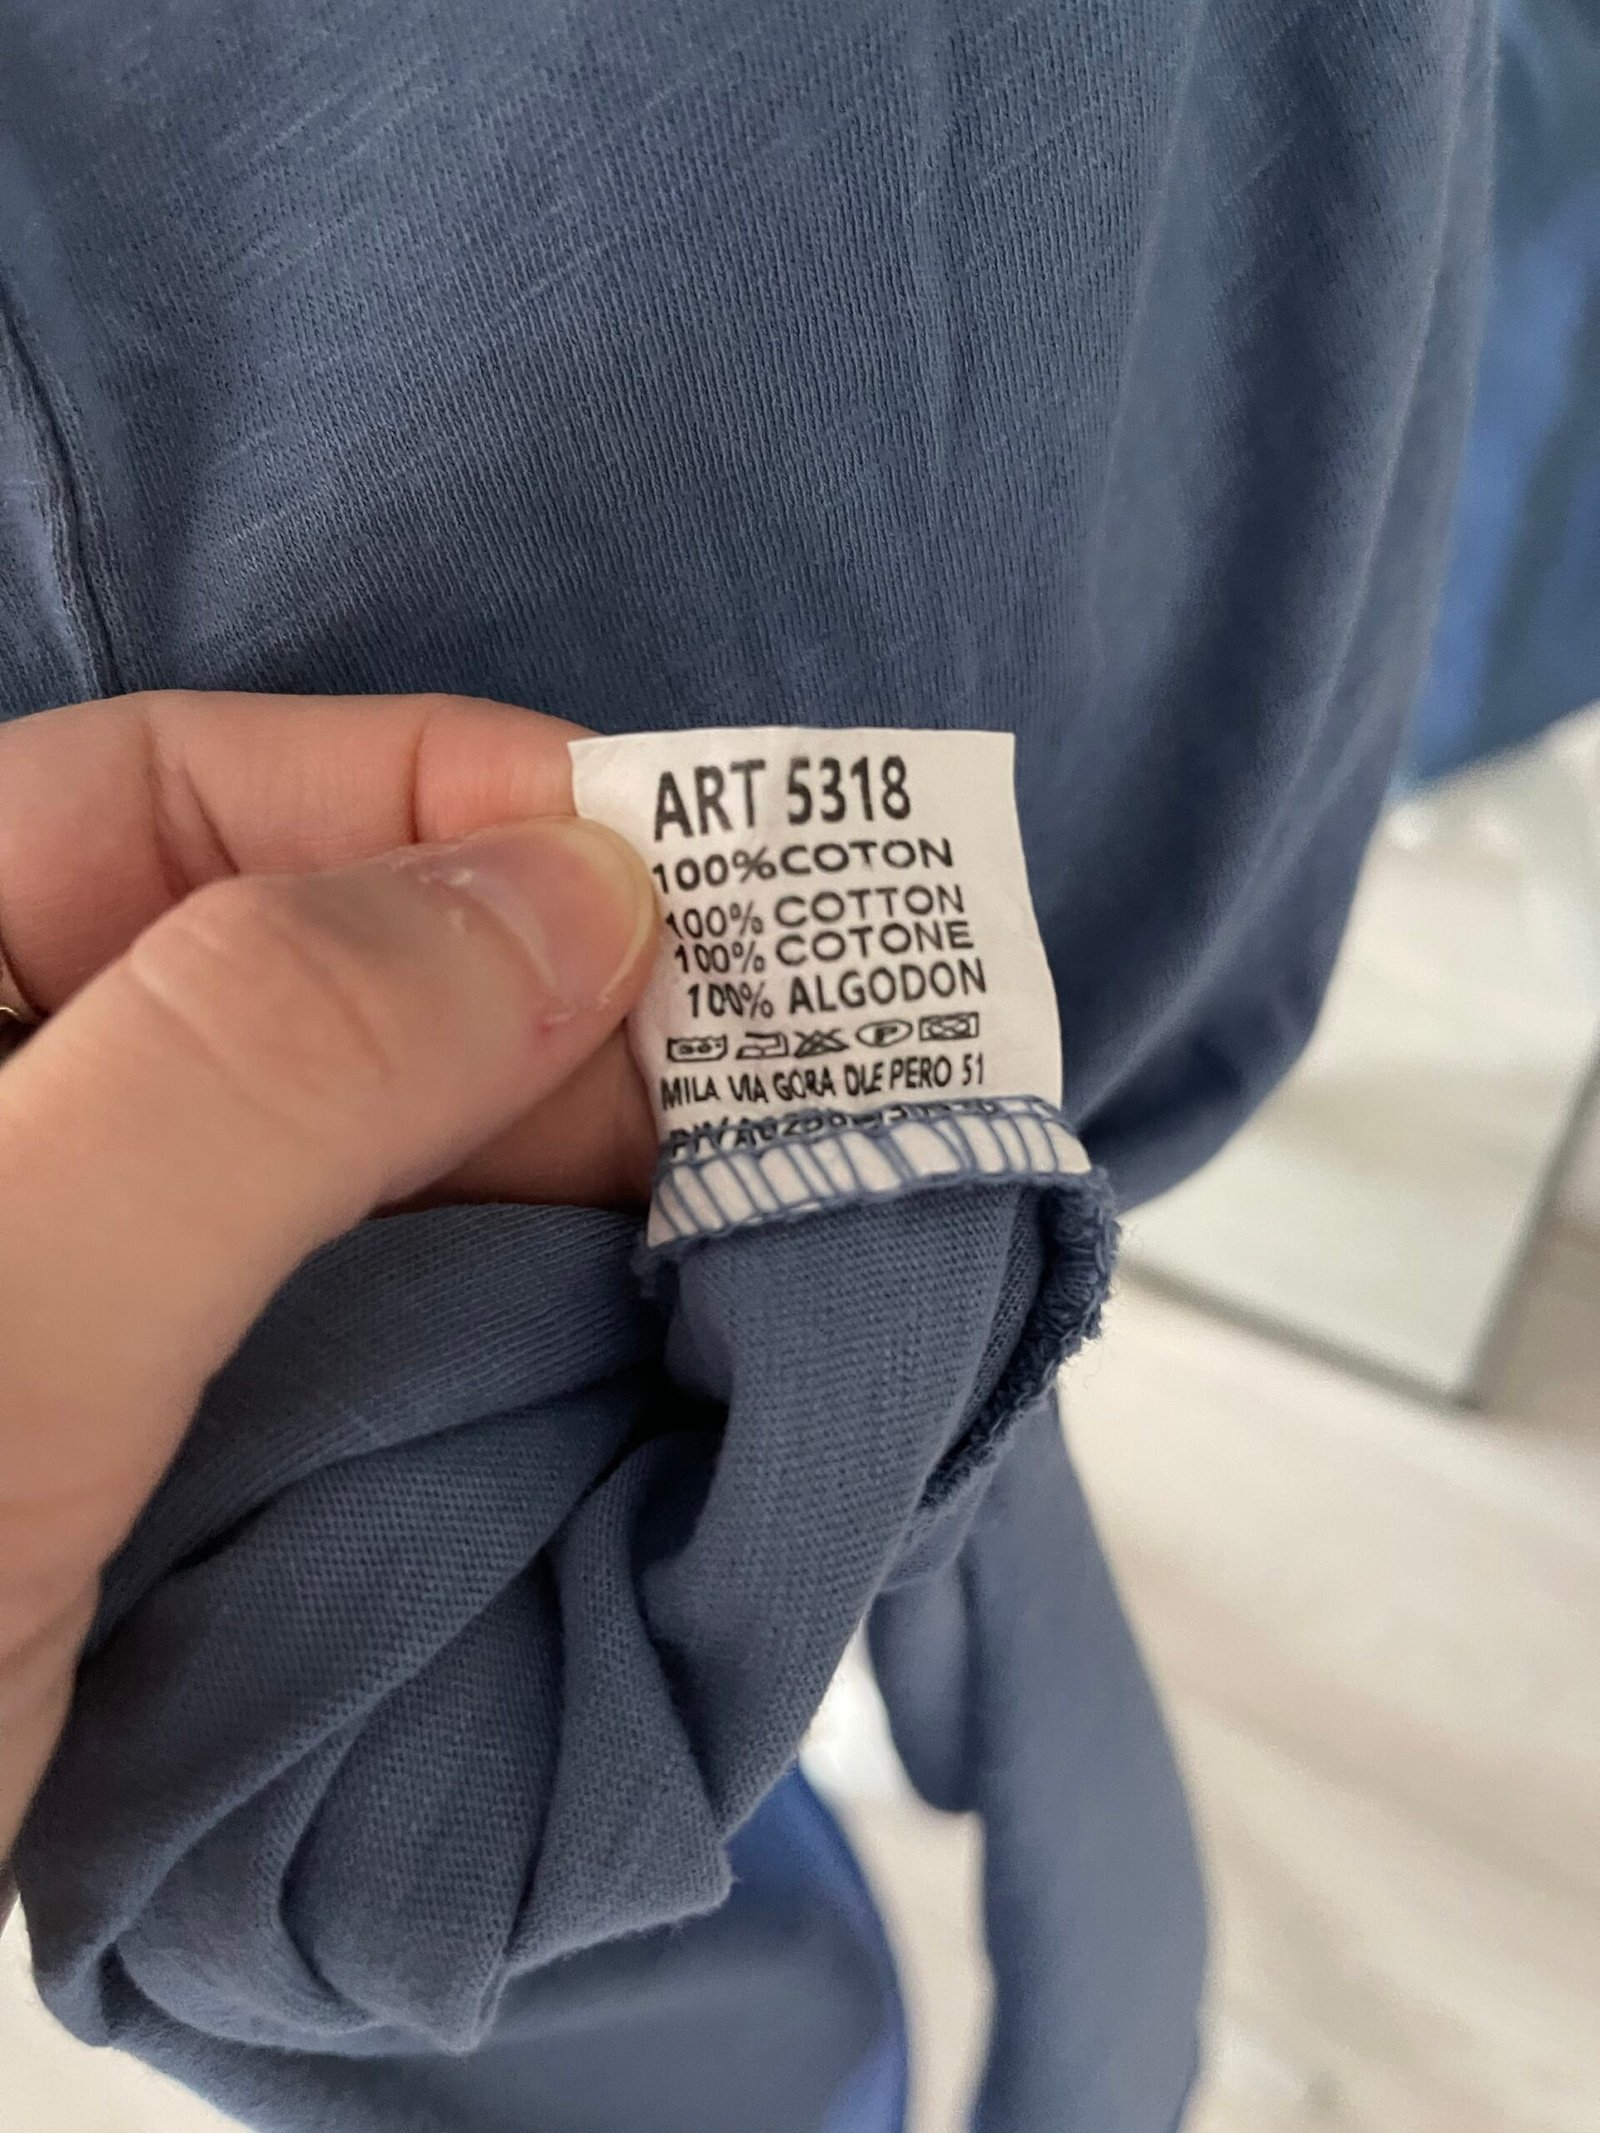 ART 5318
100%COTON
100% COTTON
100% COTONE
100% ALGODON
MILA VIA GORA DLE PERO 51